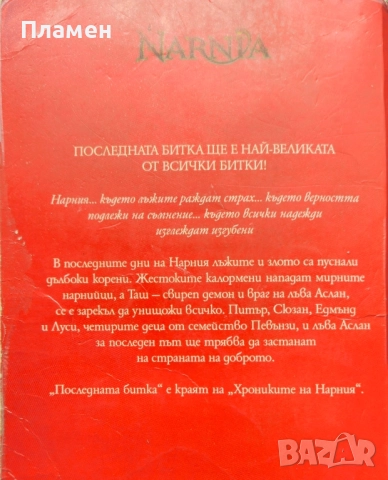 Пламен
NARNIA
ПОСЛЕДНАТА БИТКА ЩЕ Е НАЙ-ВЕЛИКАТА
ОТ ВСИЧКИ БИТКИ!
Нарния... където лъжите раждат страх... където верността
подлежи на съмнение... където всички надежди
изглеждат изгубени
В последните дни на Нарния лъжите и злото са пуснали
дълбоки корени. Жестоките калормени нападат мирните
нарнийци, а Таш – свиреп демон и враг на лъва Аслан,
се е зарекъл да унищожи всичко. Питър, Сюзан, Едмънд
и Луси, четирите деца от семейство Певънзи, и лъва Аслан
за последен път ще трябва да застанат
на страната на доброто.
„Последната битка“ е краят на „Хрониките на Нарния“.
BAZAR